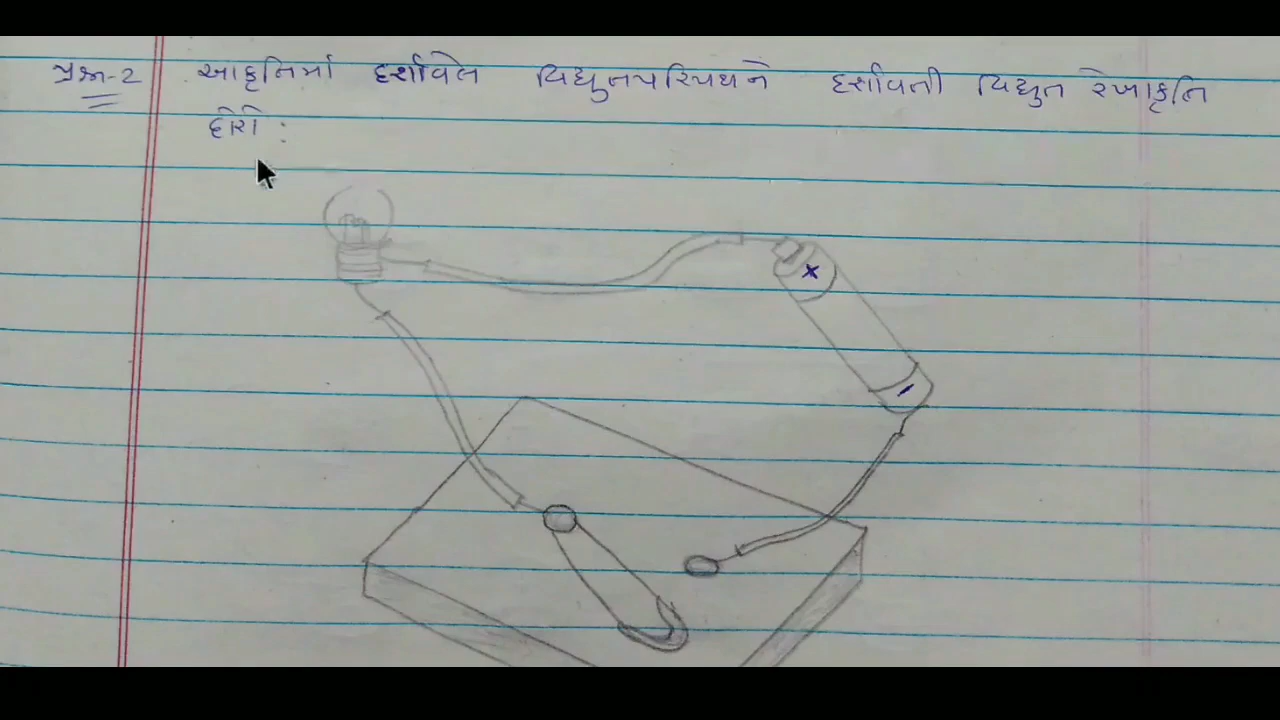 પ્રશ્ન-2 આકૃતિમાં દર્શાવેલ વિદ્યુતપરિપથને દર્શાવતી વિદ્યુત રેખાકૃતિ
દોરો :
+
-